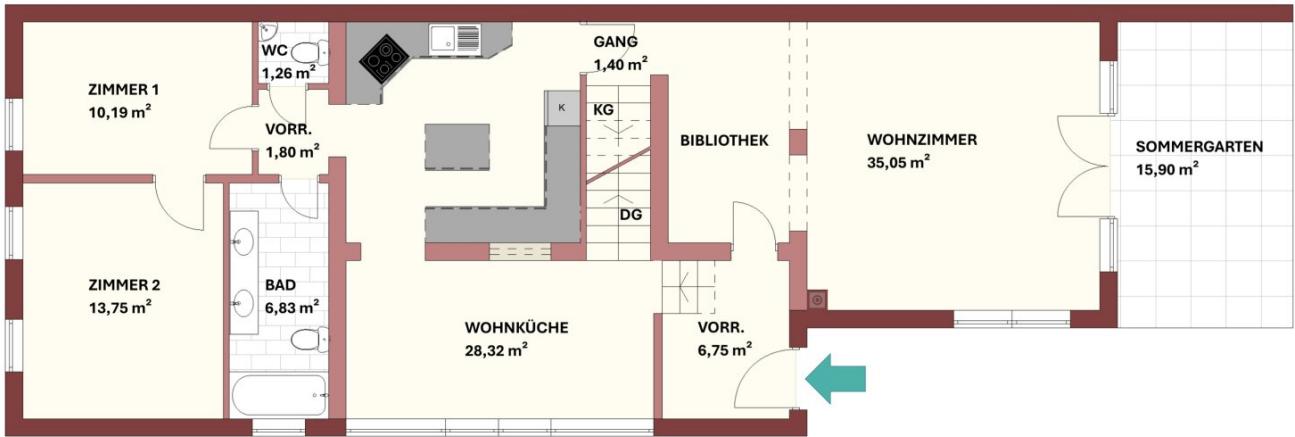 ZIMMER 1
10,19 m²
WC
1,26 m²
VORR.
1,80 m²
GANG
1,40 m²
KG
K
BIBLIOTHEK
WOHNZIMMER
35,05 m²
SOMMERGARTEN
15,90 m²
DG
ZIMMER 2
13,75 m²
BAD
6,83 m²
WOHNKÜCHE
28,32 m²
VORR.
6,75 m²